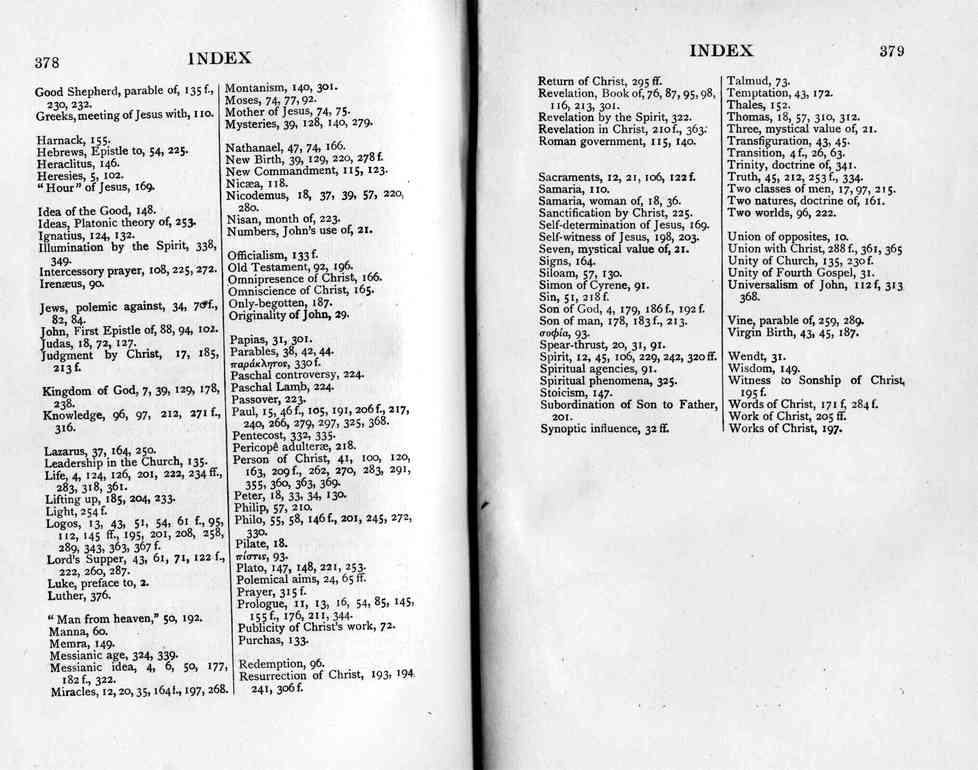 378
INDEX
Good Shepherd, parable of, 135 f.,
230, 232.
Greeks, meeting of Jesus with, 110.
Harnack, 155.
Hebrews, Epistle to, 54, 225.
Heraclitus, 146.
Heresies, 5, 102.
"Hour" of Jesus, 169.
Idea of the Good, 148.
Ideas, Platonic theory of, 253.
Ignatius, 124, 132.
Illumination by the Spirit, 338,
349.
Intercessory prayer, 108, 225, 272.
Irenæus, 90.
Jews, polemic against, 34, 70 f.,
82, 84.
John, First Epistle of, 88, 94, 102.
Judas, 18, 72, 127.
Judgment by Christ, 17, 185,
213 f.
Kingdom of God, 7, 39, 129, 178,
238.
Knowledge, 96, 97, 212, 271 f.,
316.
Lazarus, 37, 164, 250.
Leadership in the Church, 135.
Life, 4, 124, 126, 201, 222, 234 ff.,
283, 318, 361.
Lifting up, 185, 204, 233.
Light, 254 f.
Logos, 13, 43, 51, 54, 61 f., 95,
112, 145 ff., 195, 201, 208, 258,
289, 343, 363, 367 f.
Lord's Supper, 43, 61, 71, 122 f.,
222, 260, 287.
Luke, preface to, 2.
Luther, 376.
"Man from heaven," 50, 192.
Manna, 60.
Memra, 149.
Messianic age, 324, 339.
Messianic idea, 4, 6, 50, 177,
182 f., 322.
Miracles, 12, 20, 35, 164 f., 197, 268.
Montanism, 140, 301.
Moses, 74, 77, 92.
Mother of Jesus, 74, 75.
Mysteries, 39, 128, 140, 279.
Nathanael, 47, 74, 166.
New Birth, 39, 129, 220, 278 f.
New Commandment, 115, 123.
Nicæa, 118.
Nicodemus, 18, 37, 39, 57, 220,
280.
Nisan, month of, 223.
Numbers, John's use of, 21.
Officialism, 133 f.
Old Testament, 92, 196.
Omnipresence of Christ, 166.
Omniscience of Christ, 165.
Only-begotten, 187.
Originality of John, 29.
Papias, 31, 301.
Parables, 38, 42, 44.
παράκλητος, 330 f.
Paschal controversy, 224.
Paschal Lamb, 224.
Passover, 223.
Paul, 15, 46 f., 105, 191, 206 f., 217,
240, 266, 279, 297, 325, 368.
Pentecost, 332, 335.
Pericopê adulteræ, 218.
Person of Christ, 41, 100, 120,
163, 209 f., 262, 270, 283, 291,
355, 360, 363, 369.
Peter, 18, 33, 34, 130.
Philip, 57, 210.
Philo, 55, 58, 146 f., 201, 245, 272,
330.
Pilate, 18.
πίστις, 93.
Plato, 147, 148, 221, 253.
Polemical aims, 24, 65 ff.
Prayer, 315 f.
Prologue, 11, 13, 16, 54, 85, 145,
155 f., 176, 211, 344.
Publicity of Christ's work, 72.
Purchas, 133.
Redemption, 96.
Resurrection of Christ, 193, 194.
241, 306 f.
INDEX
379
Return of Christ, 295 ff.
Revelation, Book of, 76, 87, 95, 98,
116, 213, 301.
Revelation by the Spirit, 322.
Revelation in Christ, 210 f., 363.
Roman government, 115, 140.
Sacraments, 12, 21, 106, 122 f.
Samaria, 110.
Samaria, woman of, 18, 36.
Sanctification by Christ, 225.
Self-determination of Jesus, 169.
Self-witness of Jesus, 198, 203.
Seven, mystical value of, 21.
Signs, 164.
Siloam, 57, 130.
Simon of Cyrene, 91.
Sin, 51, 218 f.
Son of God, 4, 179, 186 f., 192 f.
Son of man, 178, 183 f., 213.
σοφία, 93.
Spear-thrust, 20, 31, 91.
Spirit, 12, 45, 106, 229, 242, 320 ff.
Spiritual agencies, 91.
Spiritual phenomena, 325.
Stoicism, 147.
Subordination of Son to Father,
201.
Synoptic influence, 32 ff.
Talmud, 73.
Temptation, 43, 172.
Thales, 152.
Thomas, 18, 57, 310, 312.
Three, mystical value of, 21.
Transfiguration, 43, 45.
Transition, 4 f., 26, 63.
Trinity, doctrine of, 341.
Truth, 45, 212, 253 f., 334.
Two classes of men, 17, 97, 215.
Two natures, doctrine of, 161.
Two worlds, 96, 222.
Union of opposites, 10.
Union with Christ, 288 f., 361, 365
Unity of Church, 135, 230 f.
Unity of Fourth Gospel, 31.
Universalism of John, 112 f, 313
368.
Vine, parable of, 259, 289.
Virgin Birth, 43, 45, 187.
Wendt, 31.
Wisdom, 149.
Witness to Sonship of Christ,
195 f.
Words of Christ, 171 f, 284 f.
Work of Christ, 205 ff.
Works of Christ, 197.